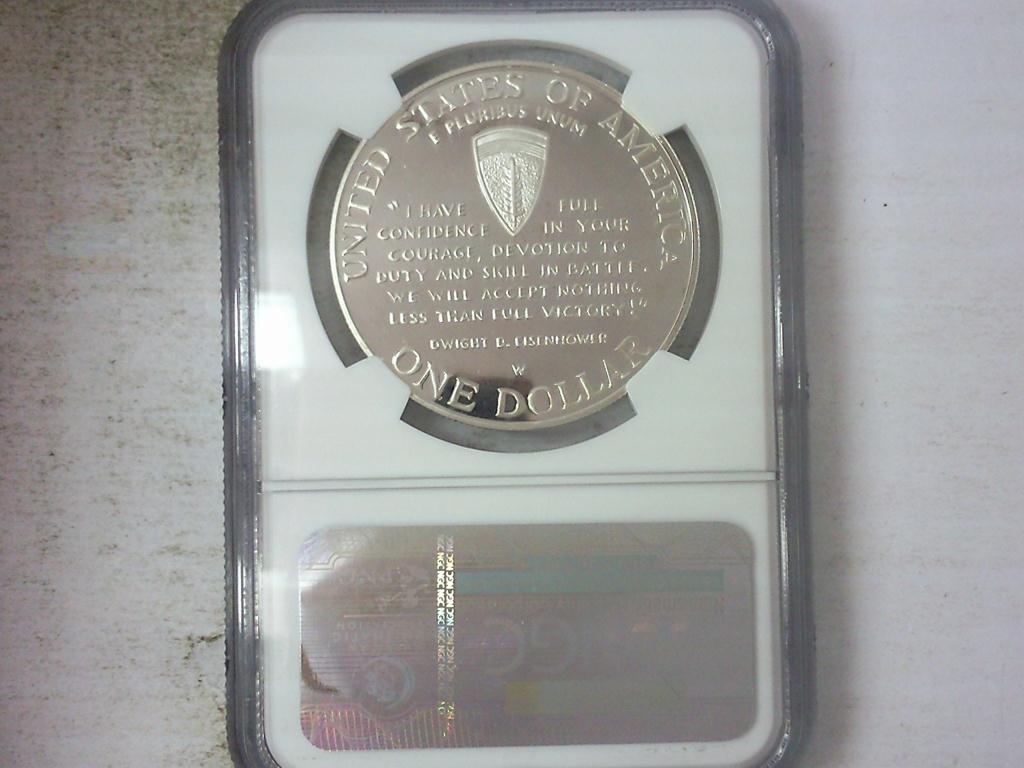 UNITED STATES OF AMERICA
E PLURIBUS UNUM
"I HAVE FULL
CONFIDENCE IN YOUR
COURAGE, DEVOTION TO
DUTY AND SKILL IN BATTLE.
WE WILL ACCEPT NOTHING
LESS THAN FULL VICTORY!"
DWIGHT D. EISENHOWER
W
ONE DOLLAR
NGC